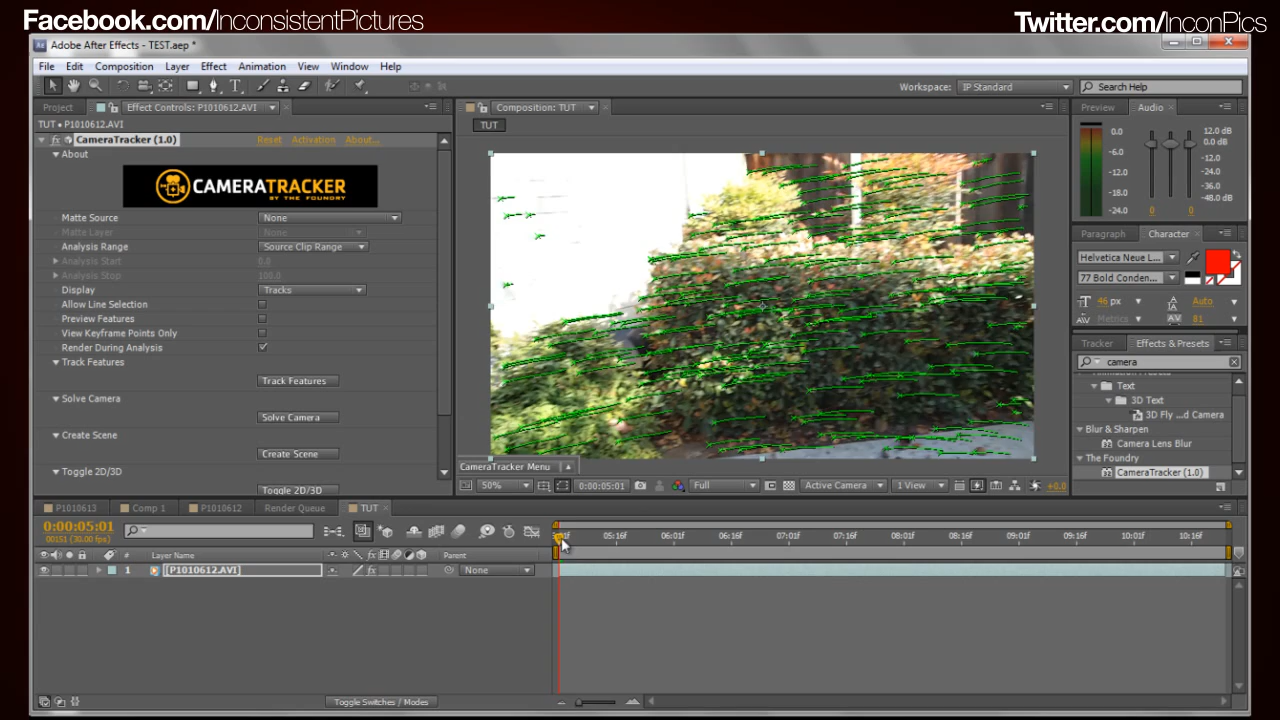 Facebook.com/InconsistentPictures
Twitter.com/InconPics
Adobe After Effects - TEST.aep *
File Edit Composition Layer Effect Animation View Window Help
Workspace: IP Standard Search Help
Project Effect Controls: P1010612.AVI
TUT • P1010612.AVI
CameraTracker (1.0) Reset Activation About...
About
CAMERATRACKER
BY THE FOUNDRY
Matte Source None
Matte Layer None
Analysis Range Source Clip Range
Analysis Start 0.0
Analysis Stop 100.0
Display Tracks
Allow Line Selection
Preview Features
View Keyframe Points Only
Render During Analysis
Track Features
Track Features
Solve Camera
Solve Camera
Create Scene
Create Scene
Toggle 2D/3D
Toggle 2D/3D
Composition: TUT
TUT
CameraTracker Menu
50% 0:00:05:01 Full Active Camera 1 View +0.0
Preview Audio
0.0 12.0 dB
0.0 dB
-6.0
-12.0
-12.0
-24.0
-18.0
-36.0
-24.0
-48.0 dB
0 0
Paragraph Character
Helvetica Neue L...
77 Bold Conden...
46 px Auto
Metrics 81
Tracker Effects & Presets
camera
Animation Presets
Text
3D Text
3D Fly ...d Camera
Blur & Sharpen
Camera Lens Blur
The Foundry
CameraTracker (1.0)
P1010613 Comp 1 P1010612 Render Queue TUT
0:00:05:01
00151 (30.00 fps)
05:16f 06:01f 06:16f 07:01f 07:16f 08:01f 08:16f 09:01f 09:16f 10:01f 10:16f
# Layer Name Parent
1 [P1010612.AVI] None
Toggle Switches / Modes